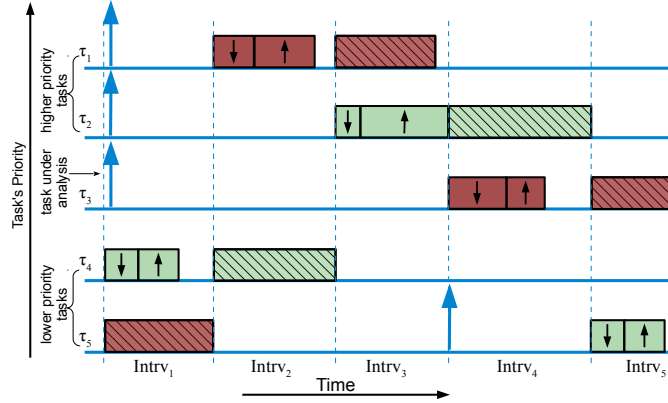 Task's Priority
higher priority
tasks
τ1
τ2
task under
analysis
τ3
lower priority
tasks
τ4
τ5
Intrv1
Intrv2
Intrv3
Intrv4
Intrv5
Time